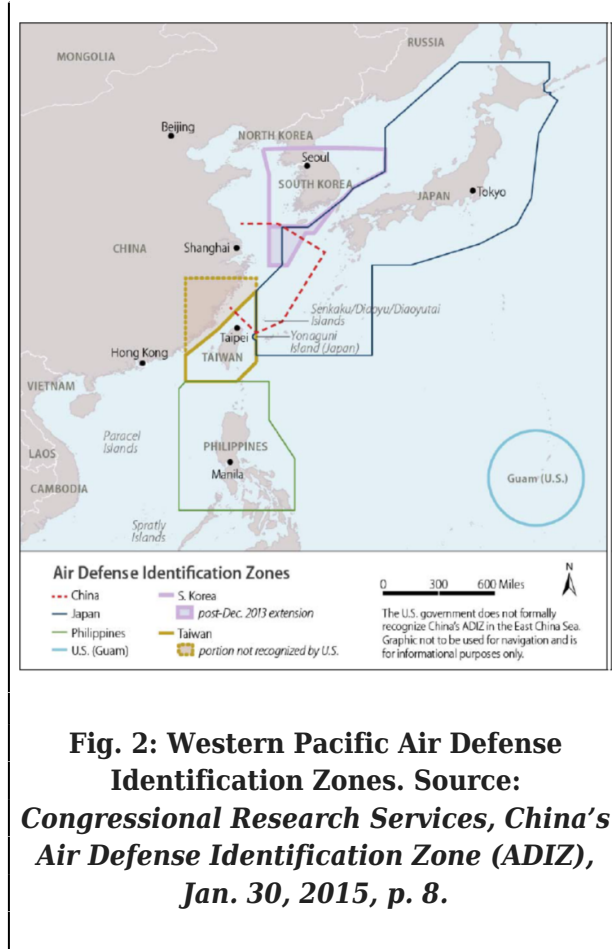 RUSSIA
MONGOLIA
Beijing
NORTH KOREA
Seoul
SOUTH KOREA
JAPAN
Tokyo
CHINA
Shanghai
Senkaku/Diaoyu/Diaoyutai
Islands
Taipei
Yonaguni
Island (Japan)
TAIWAN
Hong Kong
VIETNAM
Paracel
Islands
LAOS
PHILIPPINES
Manila
CAMBODIA
Guam (U.S.)
Spratly
Islands
Air Defense Identification Zones
China
Japan
Philippines
U.S. (Guam)
S. Korea
post-Dec. 2013 extension
Taiwan
portion not recognized by U.S.
0 300 600 Miles
N
The U.S. government does not formally
recognize China's ADIZ in the East China Sea.
Graphic not to be used for navigation and is
for informational purposes only.
Fig. 2: Western Pacific Air Defense
Identification Zones. Source:
Congressional Research Services, China's
Air Defense Identification Zone (ADIZ),
Jan. 30, 2015, p. 8.